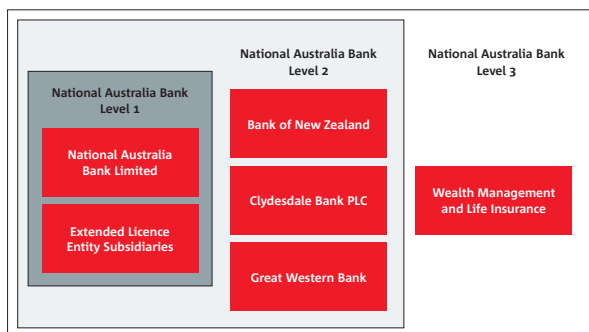 National Australia Bank
Level 1
National Australia
Bank Limited
Extended Licence
Entity Subsidiaries
National Australia Bank
Level 2
Bank of New Zealand
Clydesdale Bank PLC
Great Western Bank
National Australia Bank
Level 3
Wealth Management
and Life Insurance